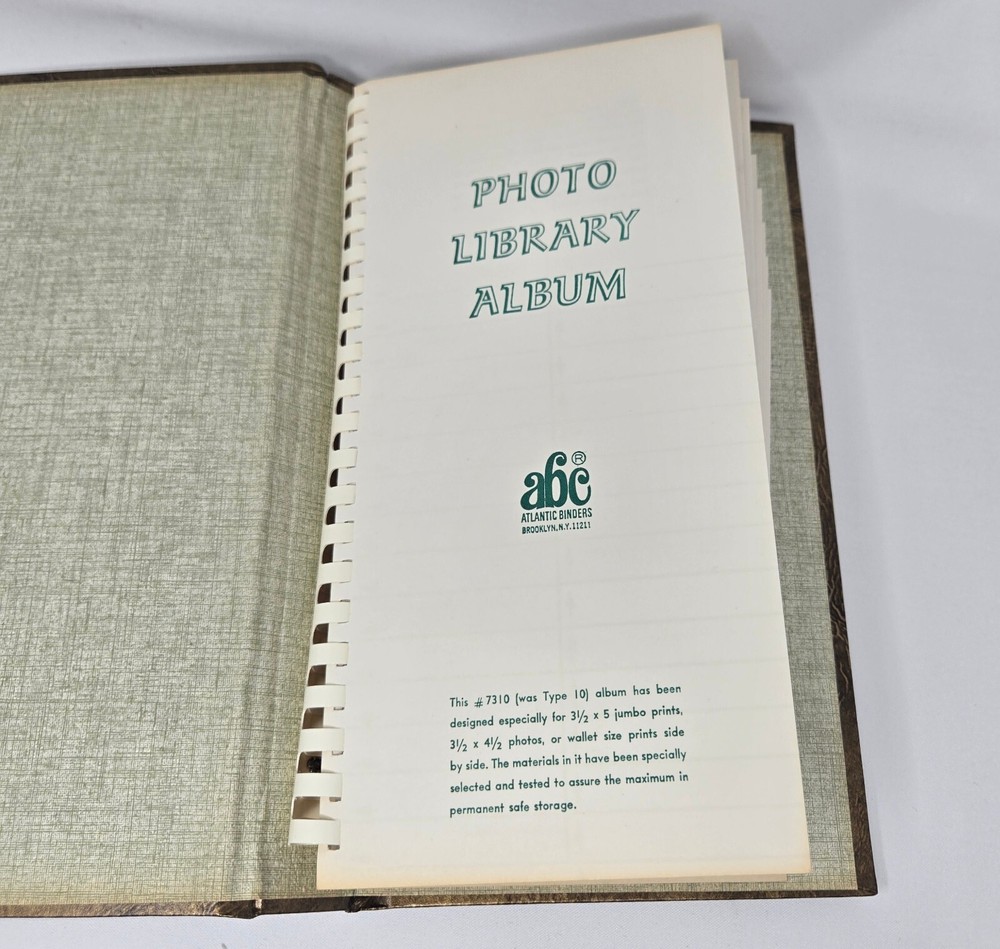 PHOTO
LIBRARY
ALBUM
abc®
ATLANTIC BINDERS
BROOKLYN, N.Y. 11211
This #7310 (was Type 10) album has been
designed especially for 3½ x 5 jumbo prints,
3½ x 4½ photos, or wallet size prints side
by side. The materials in it have been specially
selected and tested to assure the maximum in
permanent safe storage.